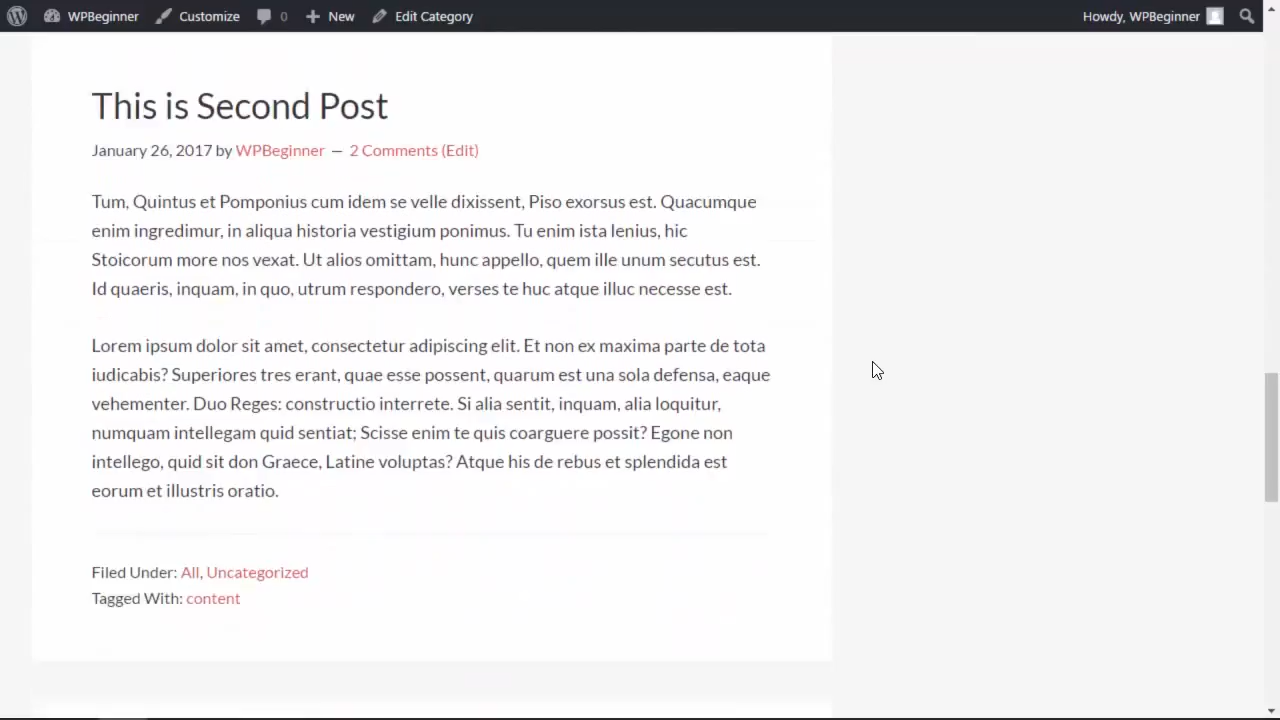 WPBeginner Customize 0 New Edit Category Howdy, WPBeginner
This is Second Post
January 26, 2017 by WPBeginner — 2 Comments (Edit)
Tum, Quintus et Pomponius cum idem se velle dixissent, Piso exorsus est. Quacumque
enim ingredimur, in aliqua historia vestigium ponimus. Tu enim ista lenius, hic
Stoicorum more nos vexat. Ut alios omittam, hunc appello, quem ille unum secutus est.
Id quaeris, inquam, in quo, utrum respondero, verses te huc atque illuc necesse est.
Lorem ipsum dolor sit amet, consectetur adipiscing elit. Et non ex maxima parte de tota
iudicabis? Superiores tres erant, quae esse possent, quarum est una sola defensa, eaque
vehementer. Duo Reges: constructio interrete. Si alia sentit, inquam, alia loquitur,
numquam intellegam quid sentiat; Scisse enim te quis coarguere possit? Egone non
intellego, quid sit don Graece, Latine voluptas? Atque his de rebus et splendida est
eorum et illustris oratio.
Filed Under: All, Uncategorized
Tagged With: content